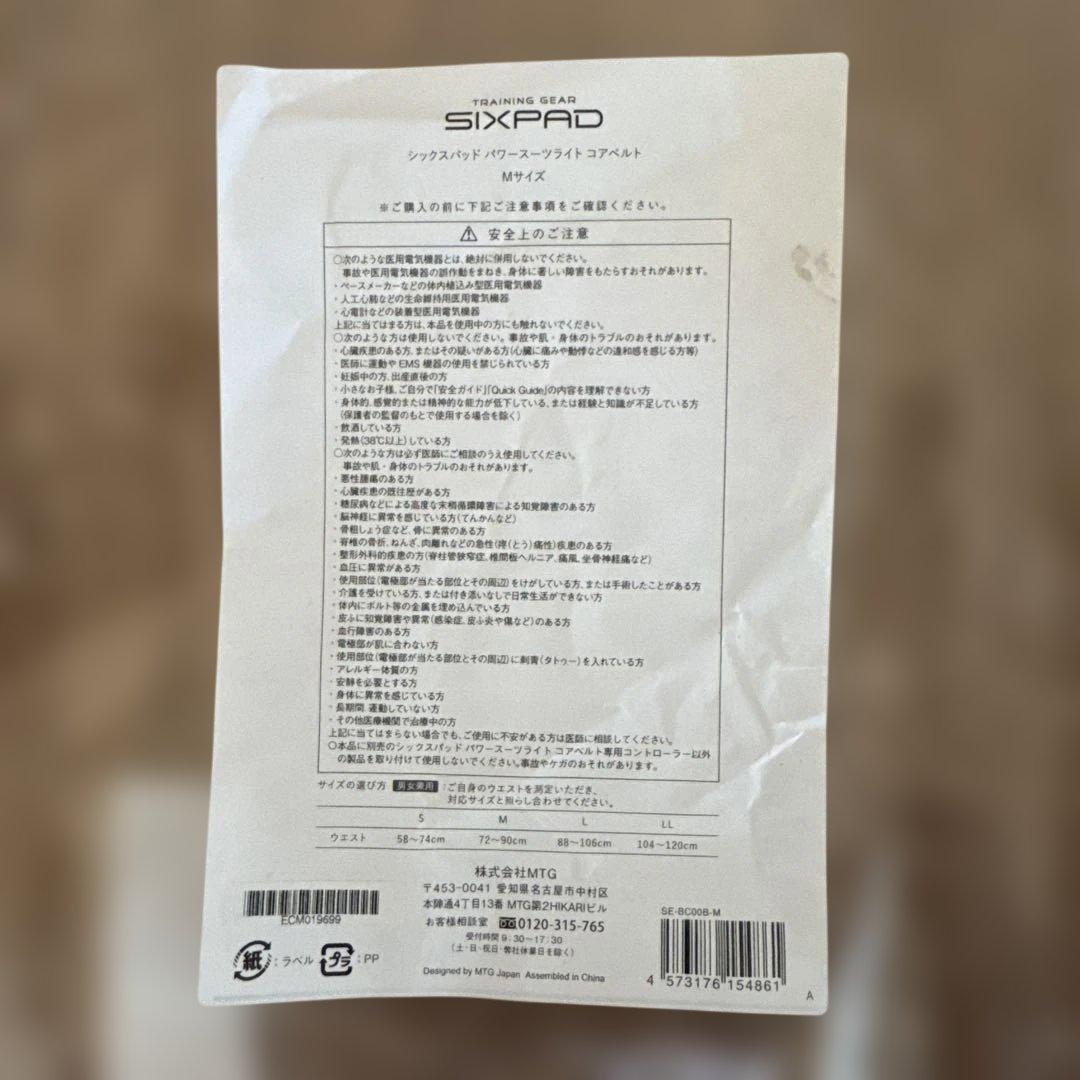 TRAINING GEAR
SIXPAD
シックスパッド パワースーツライト コアベルト
Mサイズ
※ご購入の前に下記ご注意事項をご確認ください。
⚠ 安全上のご注意
○次のような医用電気機器とは、絶対に併用しないでください。
事故や医用電気機器の誤作動をまねき、身体に著しい障害をもたらすおそれがあります。
・ペースメーカーなどの体内植込み型医用電気機器
・人工心肺などの生命維持用医用電気機器
・心電計などの装着型医用電気機器
上記に当てはまる方は、本品を使用中の方にも触れないでください。
○次のような方は使用しないでください。事故や肌・身体のトラブルのおそれがあります。
・心臓疾患のある方、またはその疑いがある方(心臓に痛みや動悸などの違和感を感じる方等)
・医師に運動や EMS 機器の使用を禁じられている方
・妊娠中の方、出産直後の方
・小さなお子様、ご自分で「安全ガイド」「Quick Guide」の内容を理解できない方
・身体的、感覚的または精神的な能力が低下している、または経験と知識が不足している方
(保護者の監督のもとで使用する場合を除く)
・飲酒している方
・発熱(38℃以上)している方
○次のような方は必ず医師にご相談のうえ使用してください。
事故や肌・身体のトラブルのおそれがあります。
・悪性腫瘍のある方
・心臓疾患の既往歴がある方
・糖尿病などによる高度な末梢循環障害による知覚障害のある方
・脳神経に異常を感じている方(てんかんなど)
・骨粗しょう症など、骨に異常のある方
・脊椎の骨折、ねんざ、肉離れなどの急性(疼(とう)痛性)疾患のある方
・整形外科的疾患の方(脊柱管狭窄症、椎間板ヘルニア、痛風、坐骨神経痛など)
・血圧に異常がある方
・使用部位(電極部が当たる部位とその周辺)をけがしている方、または手術したことがある方
・介護を受けている方、または付き添いなしで日常生活ができない方
・体内にボルト等の金属を埋め込んでいる方
・皮ふに知覚障害や異常(感染症、皮ふ炎や傷など)のある方
・血行障害のある方
・電極部が肌に合わない方
・使用部位(電極部が当たる部位とその周辺)に刺青(タトゥー)を入れている方
・アレルギー体質の方
・安静を必要とする方
・身体に異常を感じている方
・長期間、運動していない方
・その他医療機関で治療中の方
上記に当てはまらない場合でも、ご使用に不安がある方は医師に相談してください。
○本品に別売のシックスパッド パワースーツライト コアベルト専用コントローラー以外
の製品を取り付けて使用しないでください。事故やケガのおそれがあります。
サイズの選び方 男女兼用 :ご自身のウエストを測定いただき、
対応サイズと照らし合わせてください。
S M L LL
ウエスト 58～74cm 72～90cm 88～106cm 104～120cm
株式会社MTG
〒453-0041 愛知県名古屋市中村区
本陣通4丁目13番 MTG第2HIKARIビル
お客様相談室 0120-315-765
受付時間 9:30～17:30
(土・日・祝日・弊社休業日を除く)
Designed by MTG Japan Assembled in China
ECM019699
紙:ラベル プラ:PP
SE-BC00B-M
4 573176 154861
A